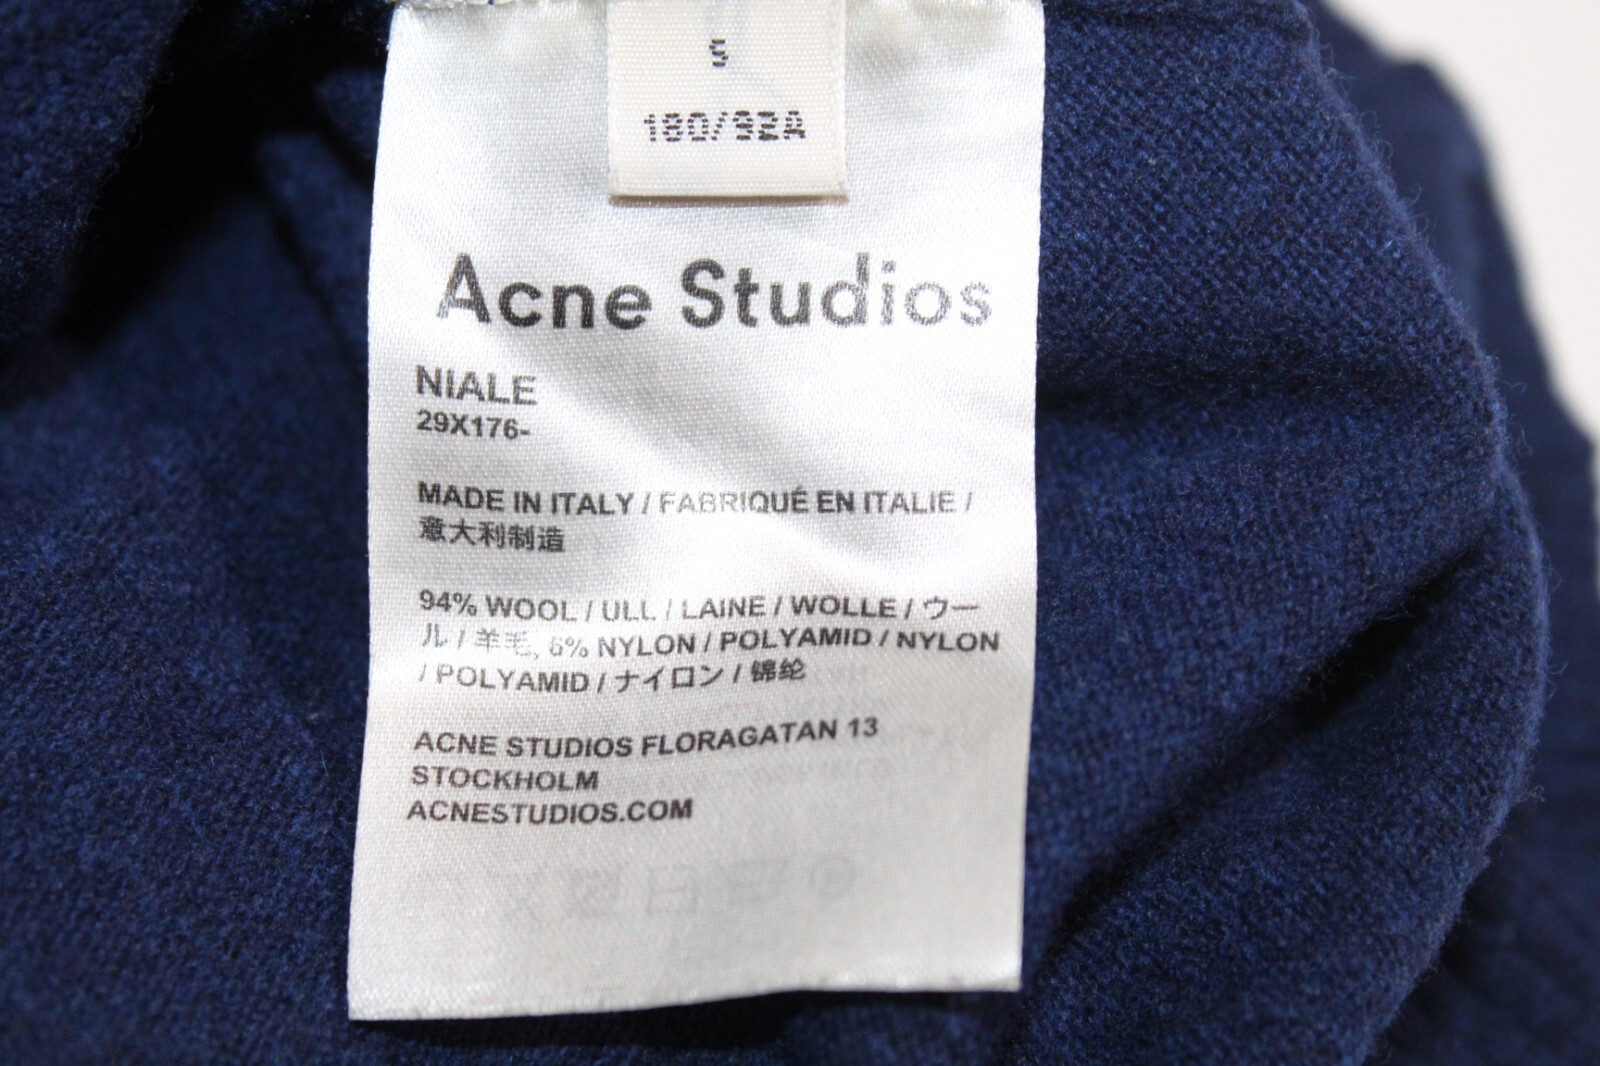 S
180/92A
Acne Studios
NIALE
29X176-
MADE IN ITALY / FABRIQUÉ EN ITALIE /
意大利制造
94% WOOL / ULL / LAINE / WOLLE / ウー
ル / 羊毛, 6% NYLON / POLYAMID / NYLON
/ POLYAMID / ナイロン / 锦纶
ACNE STUDIOS FLORAGATAN 13
STOCKHOLM
ACNESTUDIOS.COM